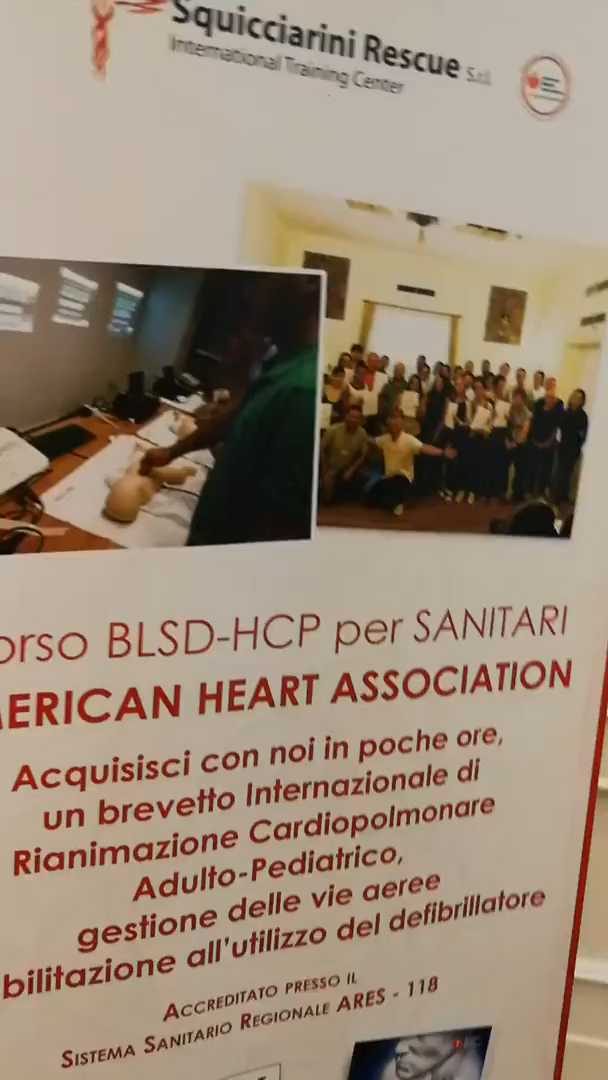 Squicciarini Rescue S.r.l.
International Training Center
orso BLSD-HCP per SANITARI
MERICAN HEART ASSOCIATION
Acquisisci con noi in poche ore,
un brevetto Internazionale di
Rianimazione Cardiopolmonare
Adulto-Pediatrico,
gestione delle vie aeree
bilitazione all'utilizzo del defibrillatore
ACCREDITATO PRESSO IL
SISTEMA SANITARIO REGIONALE ARES - 118